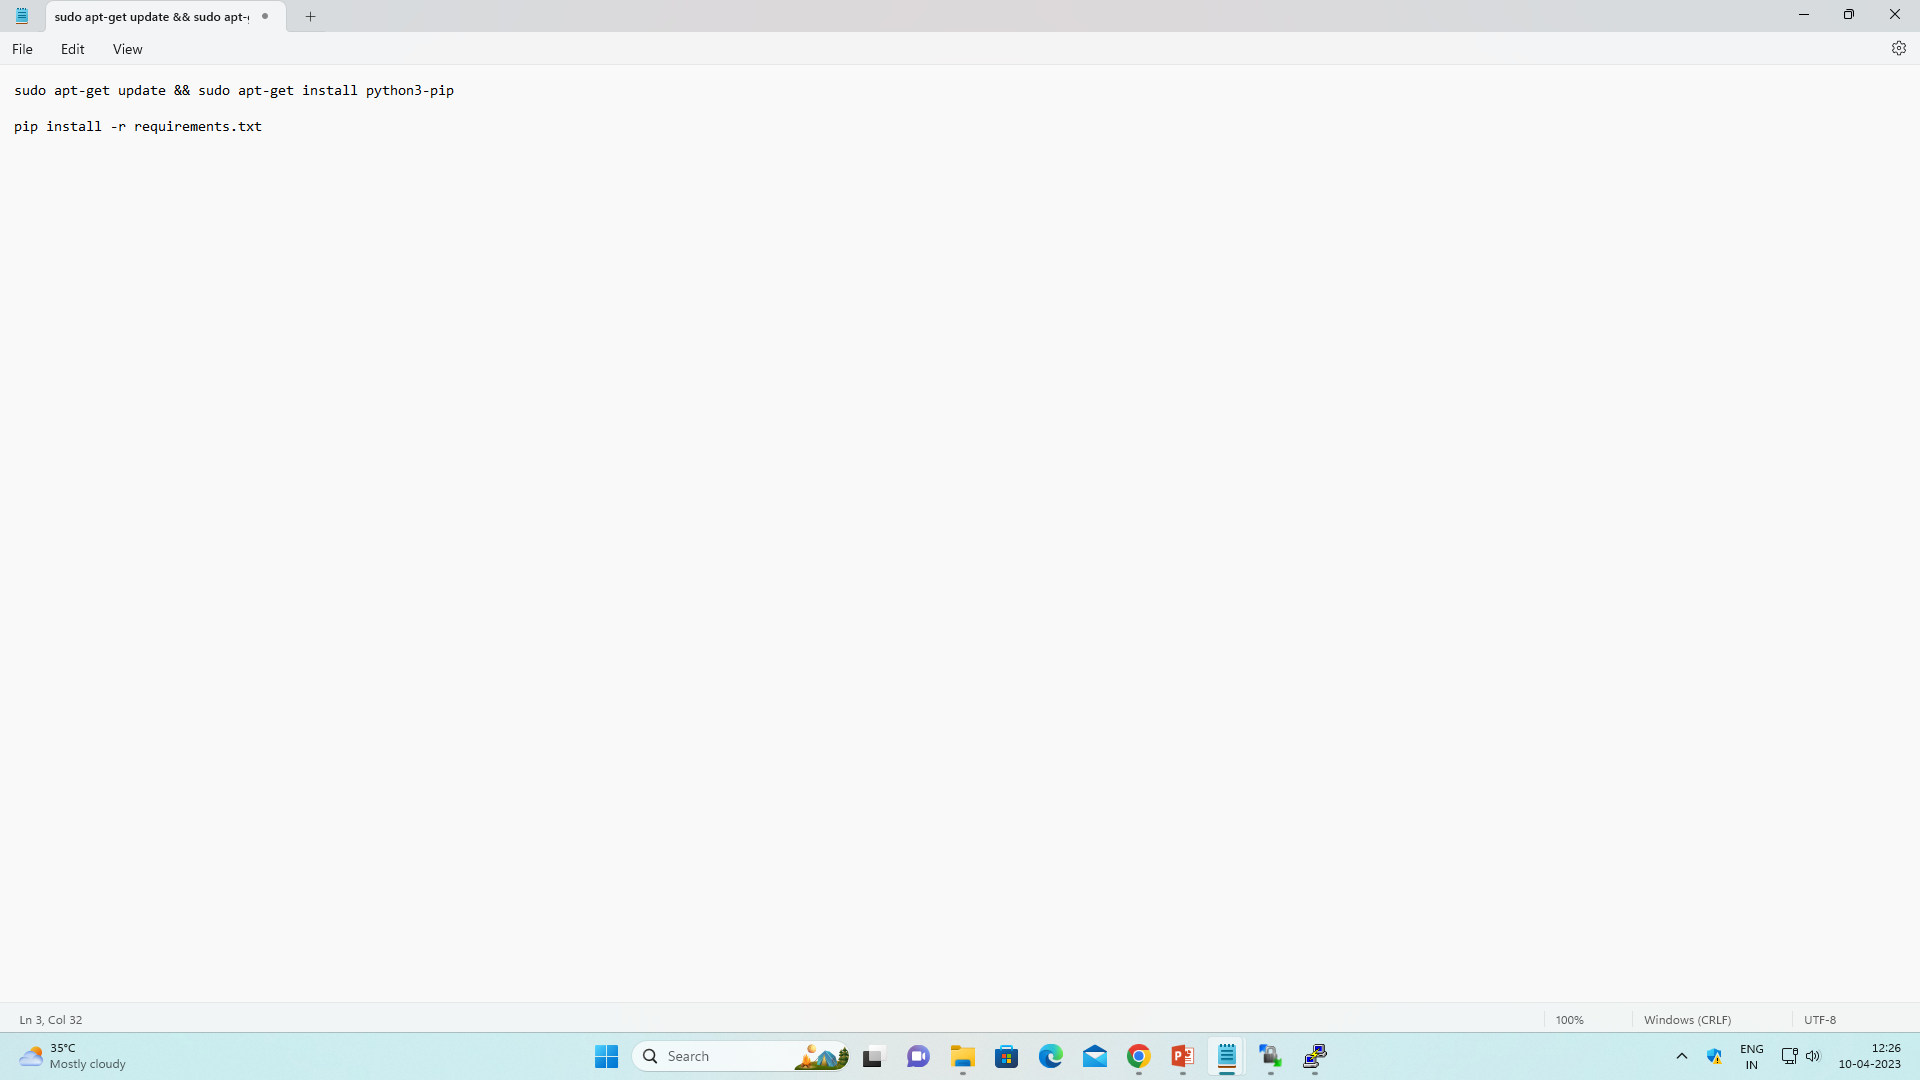 sudo apt-get update && sudo apt-
File Edit View
sudo apt-get update && sudo apt-get install python3-pip
pip install -r requirements.txt
Ln 3, Col 32
100%
Windows (CRLF)
UTF-8
35°C
Mostly cloudy
Search
ENG
IN
12:26
10-04-2023